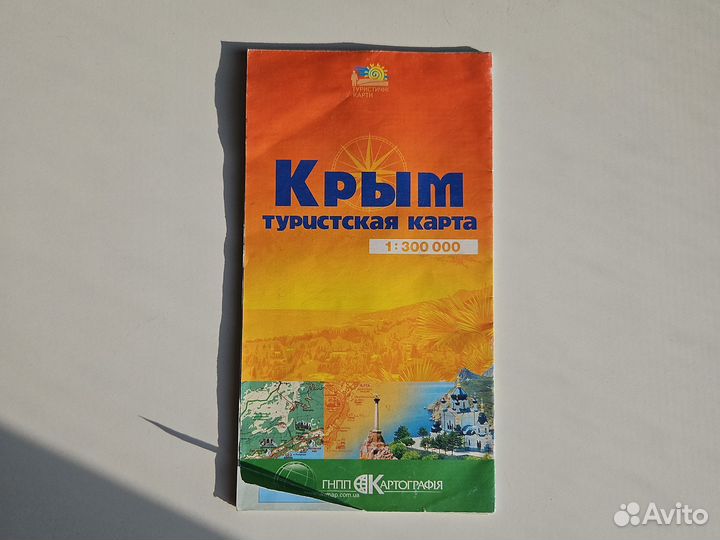 ТУРИСТИЧНІ
КАРТИ
Крым
туристская карта
1:300 000
ГНПП КАРТОГРАФІЯ
map.com.ua
Avito